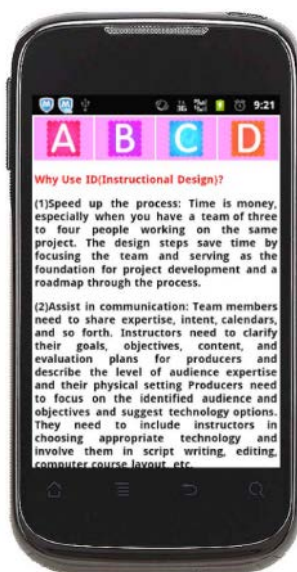 9:21
A B C D
Why Use ID(Instructional Design)?
(1)Speed up the process: Time is money,
especially when you have a team of three
to four people working on the same
project. The design steps save time by
focusing the team and serving as the
foundation for project development and a
roadmap through the process.
(2)Assist in communication: Team members
need to share expertise, intent, calendars,
and so forth. Instructors need to clarify
their goals, objectives, content, and
evaluation plans for producers and
describe the level of audience expertise
and their physical setting Producers need
to focus on the identified audience and
objectives and suggest technology options.
They need to include instructors in
choosing appropriate technology and
involve them in script writing, editing,
computer course layout, etc.